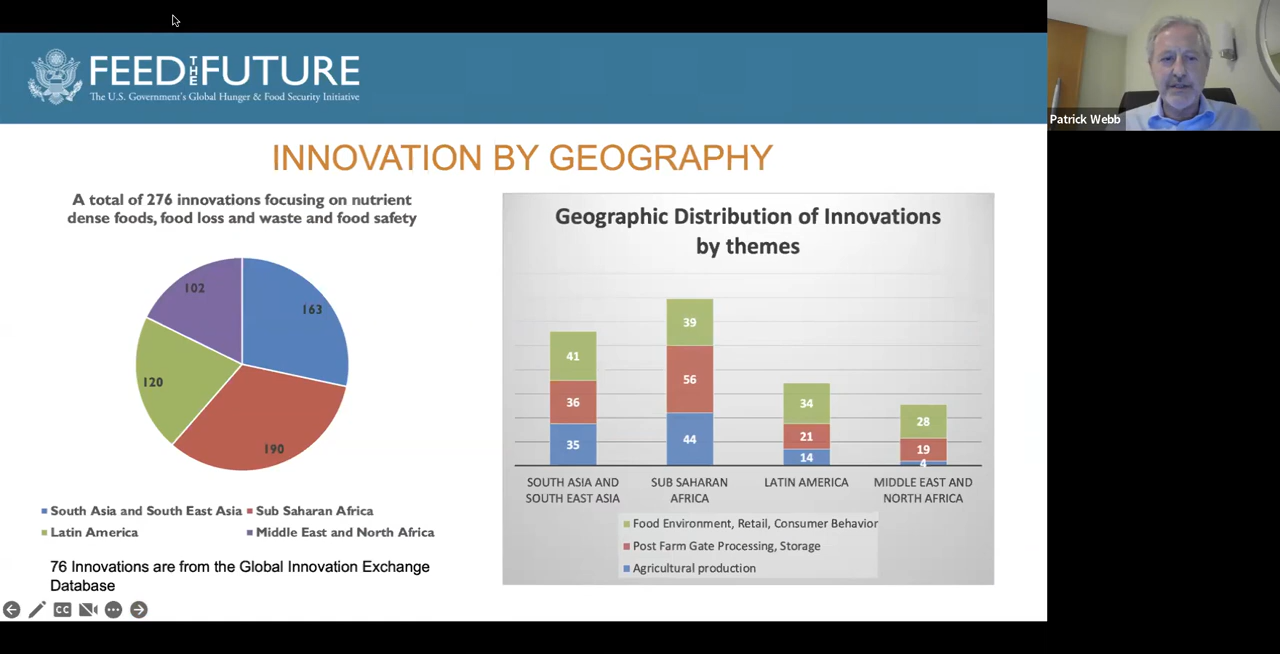 FEED THE FUTURE
The U.S. Government's Global Hunger & Food Security Initiative
Patrick Webb
INNOVATION BY GEOGRAPHY
A total of 276 innovations focusing on nutrient
dense foods, food loss and waste and food safety
102
163
120
190
South Asia and South East Asia
Sub Saharan Africa
Latin America
Middle East and North Africa
76 Innovations are from the Global Innovation Exchange
Database
Geographic Distribution of Innovations
by themes
41
36
35
39
56
44
34
21
14
28
19
4
SOUTH ASIA AND
SOUTH EAST ASIA
SUB SAHARAN
AFRICA
LATIN AMERICA
MIDDLE EAST AND
NORTH AFRICA
Food Environment, Retail, Consumer Behavior
Post Farm Gate Processing, Storage
Agricultural production
CC